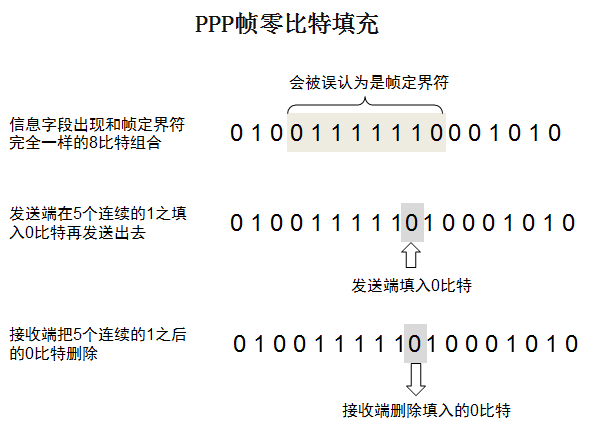 PPP帧零比特填充
会被误认为是帧定界符
信息字段出现和帧定界符
完全一样的8比特组合
0 1 0 0 1 1 1 1 1 1 0 0 0 1 0 1 0
发送端在5个连续的1之填
入0比特再发送出去
0 1 0 0 1 1 1 1 1 0 1 0 0 0 1 0 1 0
发送端填入0比特
接收端把5个连续的1之后
的0比特删除
0 1 0 0 1 1 1 1 1 0 1 0 0 0 1 0 1 0
接收端删除填入的0比特